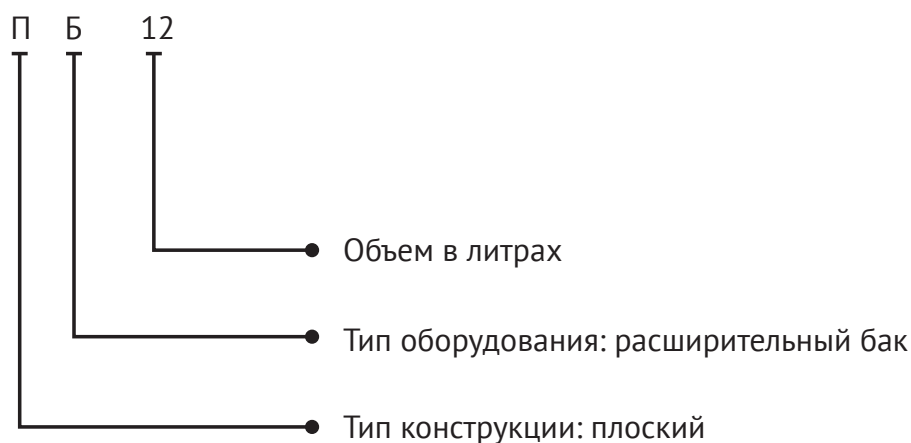 П Б 12
Объем в литрах
Тип оборудования: расширительный бак
Тип конструкции: плоский